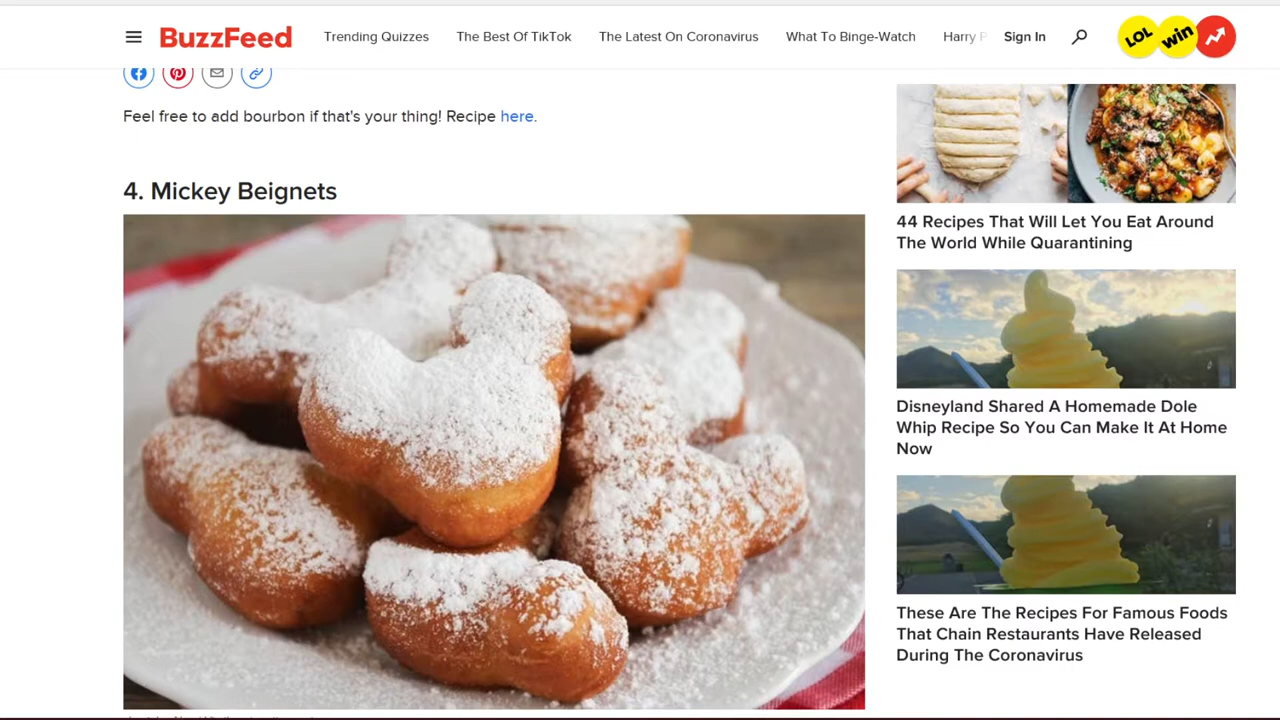 BuzzFeed
Trending Quizzes
The Best Of TikTok
The Latest On Coronavirus
What To Binge-Watch
Harry P
Sign In
LOL
win
Feel free to add bourbon if that's your thing! Recipe here.
4. Mickey Beignets
44 Recipes That Will Let You Eat Around
The World While Quarantining
Disneyland Shared A Homemade Dole
Whip Recipe So You Can Make It At Home
Now
These Are The Recipes For Famous Foods
That Chain Restaurants Have Released
During The Coronavirus